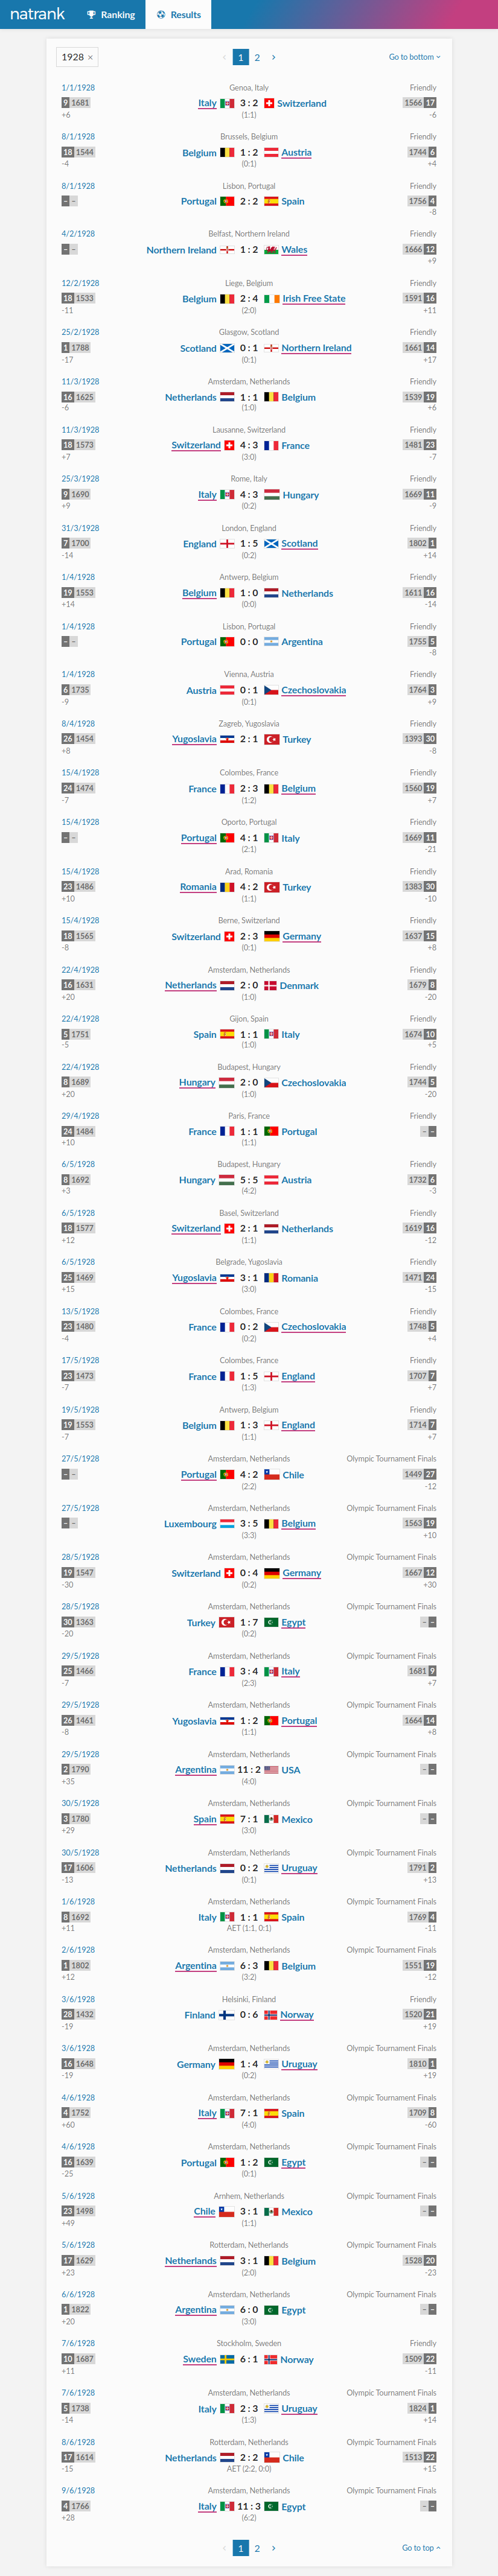 natrank Ranking Results
1928 × ‹ 1 2 › Go to bottom
1/1/1928 Genoa, Italy Friendly
9 1681 Italy 3 : 2 Switzerland 1566 17
+6 (1:1) -6
8/1/1928 Brussels, Belgium Friendly
18 1544 Belgium 1 : 2 Austria 1744 6
-4 (0:1) +4
8/1/1928 Lisbon, Portugal Friendly
– – Portugal 2 : 2 Spain 1756 4
-8
4/2/1928 Belfast, Northern Ireland Friendly
– – Northern Ireland 1 : 2 Wales 1666 12
+9
12/2/1928 Liege, Belgium Friendly
18 1533 Belgium 2 : 4 Irish Free State 1591 16
-11 (2:0) +11
25/2/1928 Glasgow, Scotland Friendly
1 1788 Scotland 0 : 1 Northern Ireland 1661 14
-17 (0:1) +17
11/3/1928 Amsterdam, Netherlands Friendly
16 1625 Netherlands 1 : 1 Belgium 1539 19
-6 (1:0) +6
11/3/1928 Lausanne, Switzerland Friendly
18 1573 Switzerland 4 : 3 France 1481 23
+7 (3:0) -7
25/3/1928 Rome, Italy Friendly
9 1690 Italy 4 : 3 Hungary 1669 11
+9 (0:2) -9
31/3/1928 London, England Friendly
7 1700 England 1 : 5 Scotland 1802 1
-14 (0:2) +14
1/4/1928 Antwerp, Belgium Friendly
19 1553 Belgium 1 : 0 Netherlands 1611 16
+14 (0:0) -14
1/4/1928 Lisbon, Portugal Friendly
– – Portugal 0 : 0 Argentina 1755 5
-8
1/4/1928 Vienna, Austria Friendly
6 1735 Austria 0 : 1 Czechoslovakia 1764 3
-9 (0:1) +9
8/4/1928 Zagreb, Yugoslavia Friendly
26 1454 Yugoslavia 2 : 1 Turkey 1393 30
+8 -8
15/4/1928 Colombes, France Friendly
24 1474 France 2 : 3 Belgium 1560 19
-7 (1:2) +7
15/4/1928 Oporto, Portugal Friendly
– – Portugal 4 : 1 Italy 1669 11
(2:1) -21
15/4/1928 Arad, Romania Friendly
23 1486 Romania 4 : 2 Turkey 1383 30
+10 (1:1) -10
15/4/1928 Berne, Switzerland Friendly
18 1565 Switzerland 2 : 3 Germany 1637 15
-8 (0:1) +8
22/4/1928 Amsterdam, Netherlands Friendly
16 1631 Netherlands 2 : 0 Denmark 1679 8
+20 (1:0) -20
22/4/1928 Gijon, Spain Friendly
5 1751 Spain 1 : 1 Italy 1674 10
-5 (1:0) +5
22/4/1928 Budapest, Hungary Friendly
8 1689 Hungary 2 : 0 Czechoslovakia 1744 5
+20 (1:0) -20
29/4/1928 Paris, France Friendly
24 1484 France 1 : 1 Portugal – –
+10 (1:1)
6/5/1928 Budapest, Hungary Friendly
8 1692 Hungary 5 : 5 Austria 1732 6
+3 (4:2) -3
6/5/1928 Basel, Switzerland Friendly
18 1577 Switzerland 2 : 1 Netherlands 1619 16
+12 (1:1) -12
6/5/1928 Belgrade, Yugoslavia Friendly
25 1469 Yugoslavia 3 : 1 Romania 1471 24
+15 (3:0) -15
13/5/1928 Colombes, France Friendly
23 1480 France 0 : 2 Czechoslovakia 1748 5
-4 (0:2) +4
17/5/1928 Colombes, France Friendly
23 1473 France 1 : 5 England 1707 7
-7 (1:3) +7
19/5/1928 Antwerp, Belgium Friendly
19 1553 Belgium 1 : 3 England 1714 7
-7 (1:1) +7
27/5/1928 Amsterdam, Netherlands Olympic Tournament Finals
– – Portugal 4 : 2 Chile 1449 27
(2:2) -12
27/5/1928 Amsterdam, Netherlands Olympic Tournament Finals
– – Luxembourg 3 : 5 Belgium 1563 19
(3:3) +10
28/5/1928 Amsterdam, Netherlands Olympic Tournament Finals
19 1547 Switzerland 0 : 4 Germany 1667 12
-30 (0:2) +30
28/5/1928 Amsterdam, Netherlands Olympic Tournament Finals
30 1363 Turkey 1 : 7 Egypt – –
-20 (0:2)
29/5/1928 Amsterdam, Netherlands Olympic Tournament Finals
25 1466 France 3 : 4 Italy 1681 9
-7 (2:3) +7
29/5/1928 Amsterdam, Netherlands Olympic Tournament Finals
26 1461 Yugoslavia 1 : 2 Portugal 1664 14
-8 (1:1) +8
29/5/1928 Amsterdam, Netherlands Olympic Tournament Finals
2 1790 Argentina 11 : 2 USA – –
+35 (4:0)
30/5/1928 Amsterdam, Netherlands Olympic Tournament Finals
3 1780 Spain 7 : 1 Mexico – –
+29 (3:0)
30/5/1928 Amsterdam, Netherlands Olympic Tournament Finals
17 1606 Netherlands 0 : 2 Uruguay 1791 2
-13 (0:1) +13
1/6/1928 Amsterdam, Netherlands Olympic Tournament Finals
8 1692 Italy 1 : 1 Spain 1769 4
+11 AET (1:1, 0:1) -11
2/6/1928 Amsterdam, Netherlands Olympic Tournament Finals
1 1802 Argentina 6 : 3 Belgium 1551 19
+12 (3:2) -12
3/6/1928 Helsinki, Finland Friendly
28 1432 Finland 0 : 6 Norway 1520 21
-19 +19
3/6/1928 Amsterdam, Netherlands Olympic Tournament Finals
16 1648 Germany 1 : 4 Uruguay 1810 1
-19 (0:2) +19
4/6/1928 Amsterdam, Netherlands Olympic Tournament Finals
4 1752 Italy 7 : 1 Spain 1709 8
+60 (4:0) -60
4/6/1928 Amsterdam, Netherlands Olympic Tournament Finals
16 1639 Portugal 1 : 2 Egypt – –
-25 (0:1)
5/6/1928 Arnhem, Netherlands Olympic Tournament Finals
23 1498 Chile 3 : 1 Mexico – –
+49 (1:1)
5/6/1928 Rotterdam, Netherlands Olympic Tournament Finals
17 1629 Netherlands 3 : 1 Belgium 1528 20
+23 (2:0) -23
6/6/1928 Amsterdam, Netherlands Olympic Tournament Finals
1 1822 Argentina 6 : 0 Egypt – –
+20 (3:0)
7/6/1928 Stockholm, Sweden Friendly
10 1687 Sweden 6 : 1 Norway 1509 22
+11 -11
7/6/1928 Amsterdam, Netherlands Olympic Tournament Finals
5 1738 Italy 2 : 3 Uruguay 1824 1
-14 (1:3) +14
8/6/1928 Rotterdam, Netherlands Olympic Tournament Finals
17 1614 Netherlands 2 : 2 Chile 1513 22
-15 AET (2:2, 0:0) +15
9/6/1928 Amsterdam, Netherlands Olympic Tournament Finals
4 1766 Italy 11 : 3 Egypt – –
+28 (6:2)
‹ 1 2 › Go to top